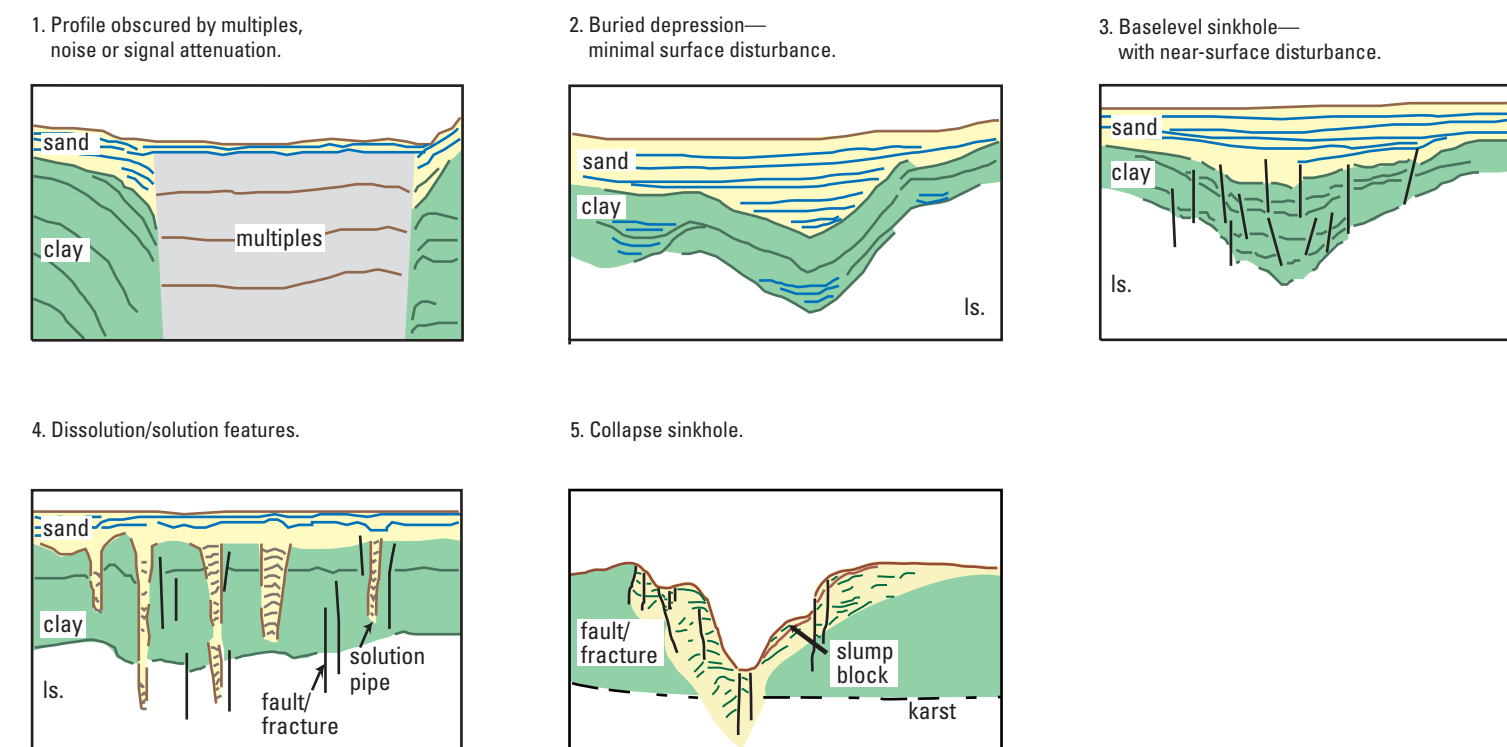 1. Profile obscured by multiples,
noise or signal attenuation.
sand
clay
multiples
2. Buried depression—
minimal surface disturbance.
sand
clay
ls.
3. Baselevel sinkhole—
with near-surface disturbance.
sand
clay
ls.
4. Dissolution/solution features.
sand
clay
ls.
solution
pipe
fault/
fracture
5. Collapse sinkhole.
fault/
fracture
slump
block
karst